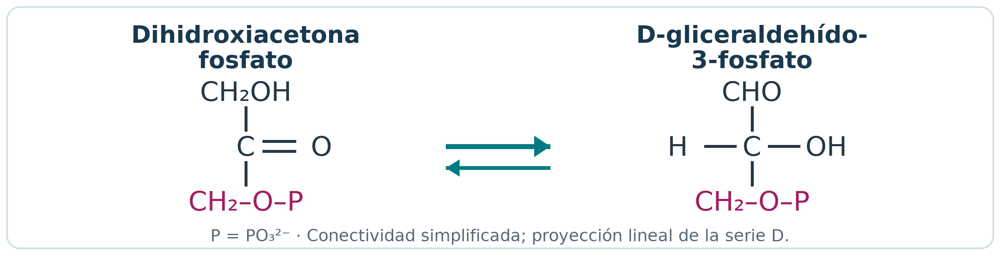 Dihidroxiacetona
fosfato
CH₂OH
C = O
CH₂–O–P
D-gliceraldehído-
3-fosfato
CHO
H — C — OH
CH₂–O–P
P = PO₃²⁻ · Conectividad simplificada; proyección lineal de la serie D.